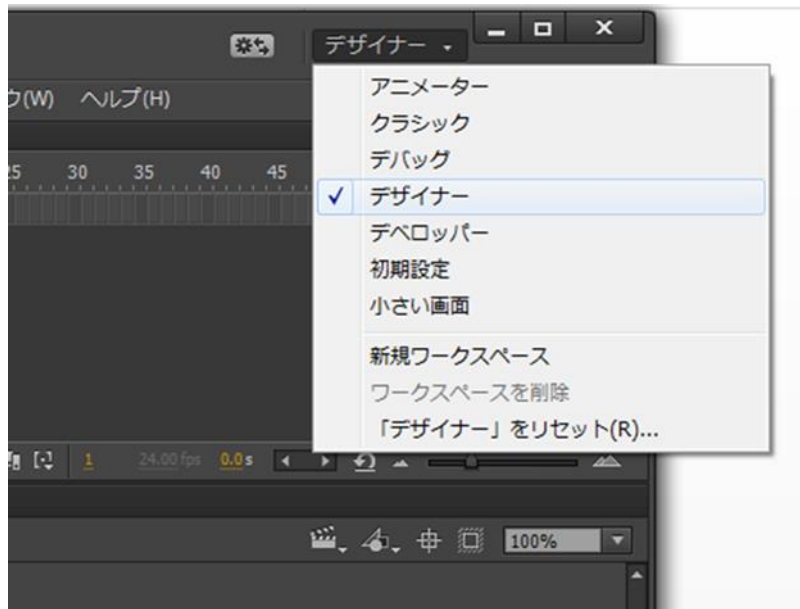 デザイナー
ウ(W) ヘルプ(H)
25 30 35 40 45
アニメーター
クラシック
デバッグ
デザイナー
デベロッパー
初期設定
小さい画面
新規ワークスペース
ワークスペースを削除
「デザイナー」をリセット(R)...
1 24.00 fps 0.0 s
100%